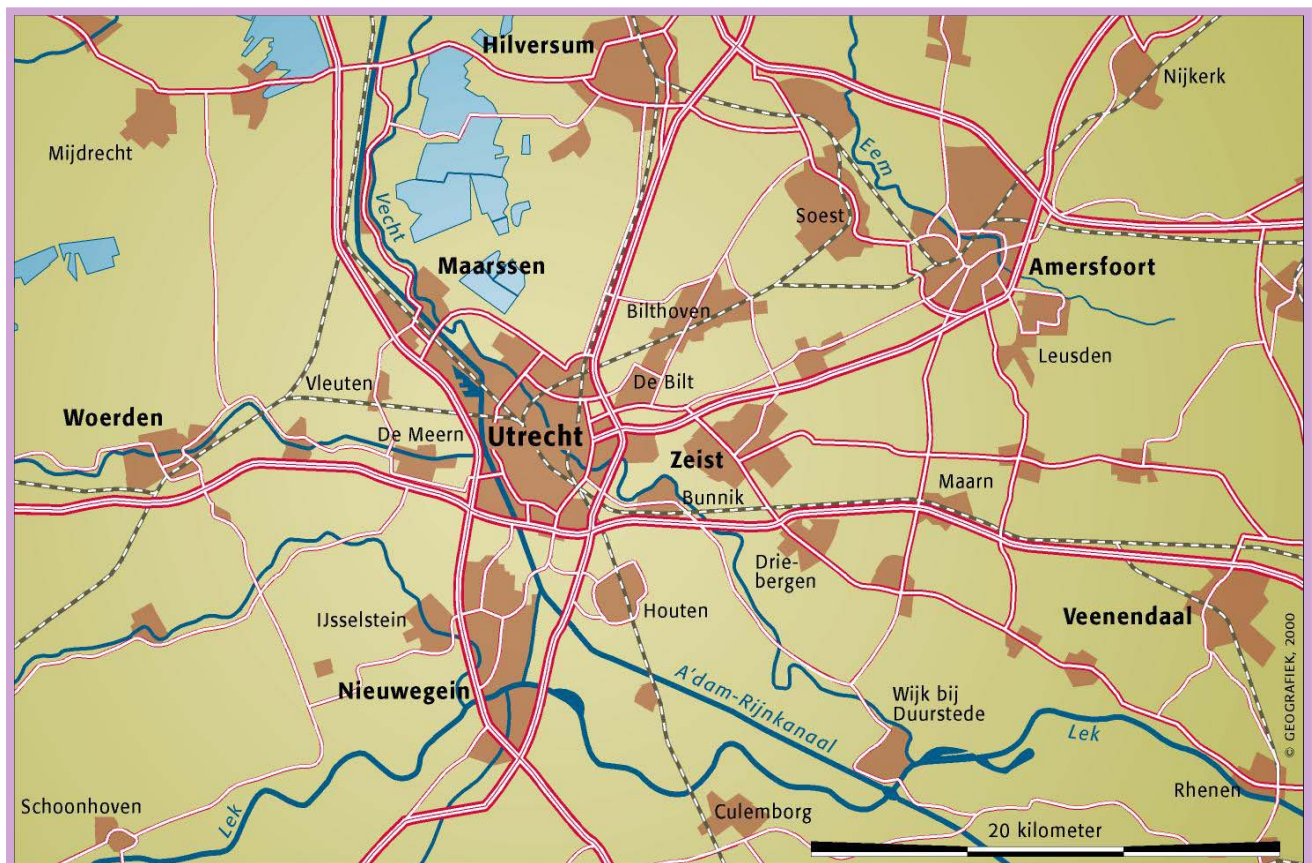 Hilversum
Nijkerk
Mijdrecht
Eem
Vecht
Soest
Maarssen
Amersfoort
Bilthoven
Leusden
Vleuten
De Bilt
Woerden
De Meern
Utrecht
Zeist
Bunnik
Maarn
Drie-
bergen
IJsselstein
Houten
Veenendaal
Nieuwegein
A'dam-Rijnkanaal
Wijk bij
Duurstede
Lek
© GEOGRAFIEK, 2000
Rhenen
Schoonhoven
Lek
Culemborg
20 kilometer